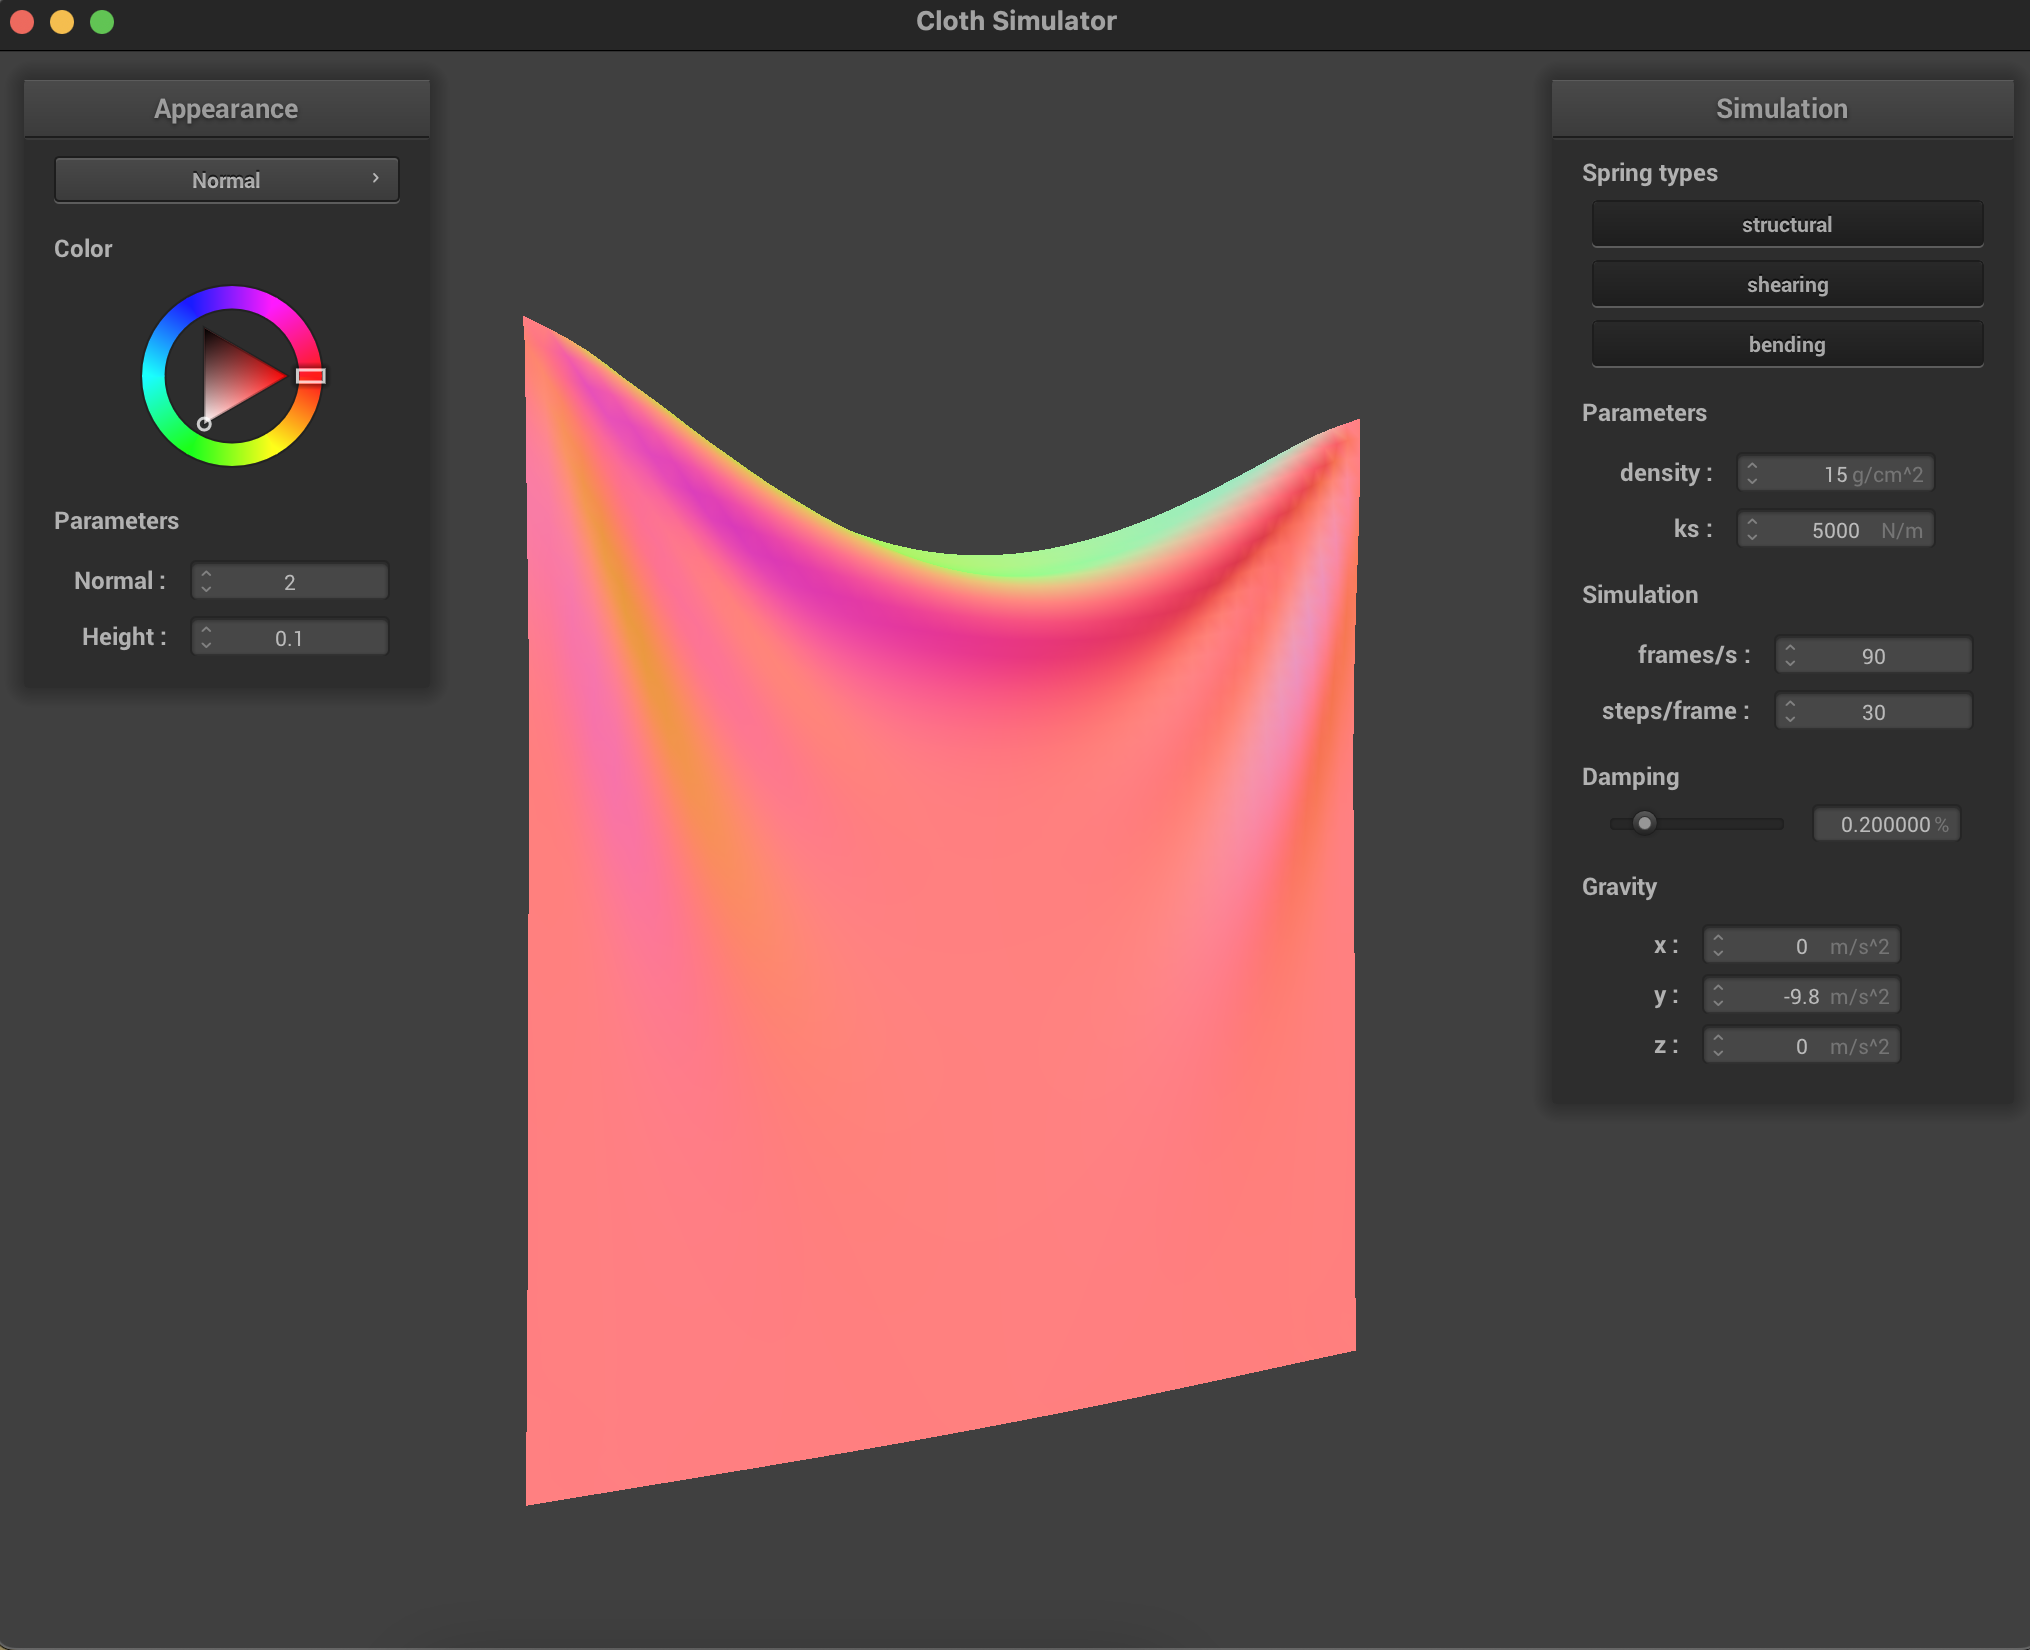 Cloth Simulator
Appearance
Normal
Color
Parameters
Normal : 2
Height : 0.1
Simulation
Spring types
structural
shearing
bending
Parameters
density : 15 g/cm^2
ks : 5000 N/m
Simulation
frames/s : 90
steps/frame : 30
Damping
0.200000 %
Gravity
x : 0 m/s^2
y : -9.8 m/s^2
z : 0 m/s^2